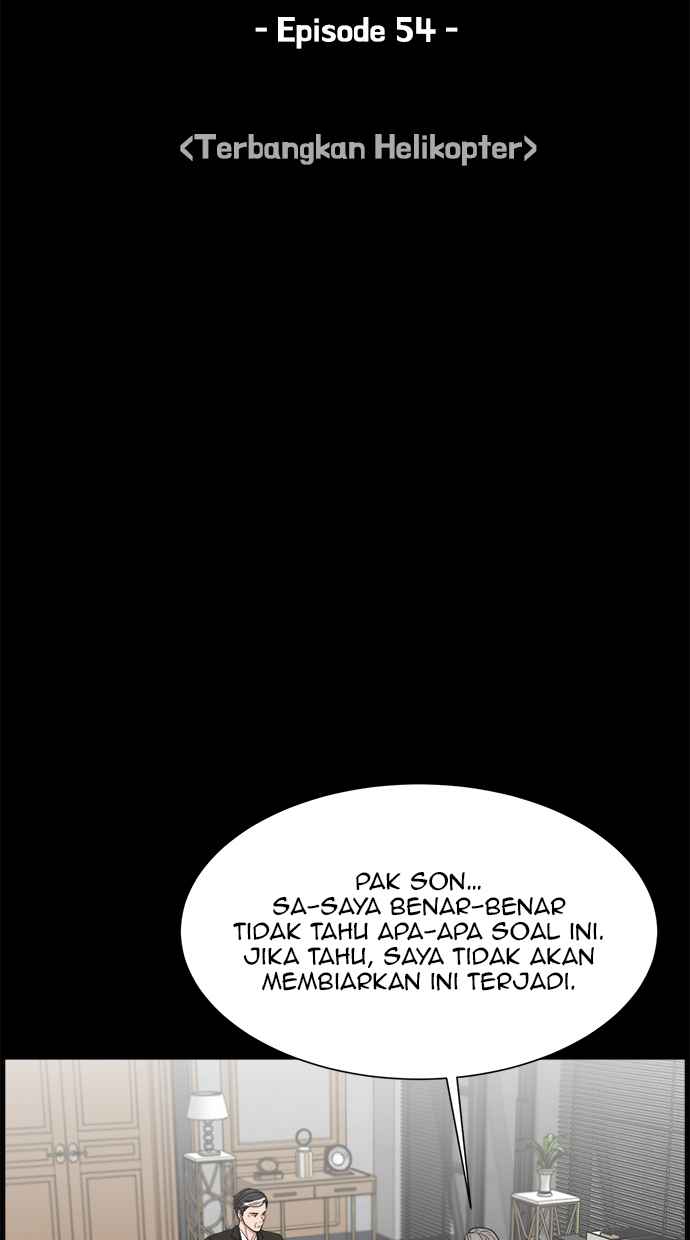 - Episode 54 -
<Terbangkan Helikopter>
PAK SON...
SA-SAYA BENAR-BENAR
TIDAK TAHU APA-APA SOAL INI.
JIKA TAHU, SAYA TIDAK AKAN
MEMBIARKAN INI TERJADI.